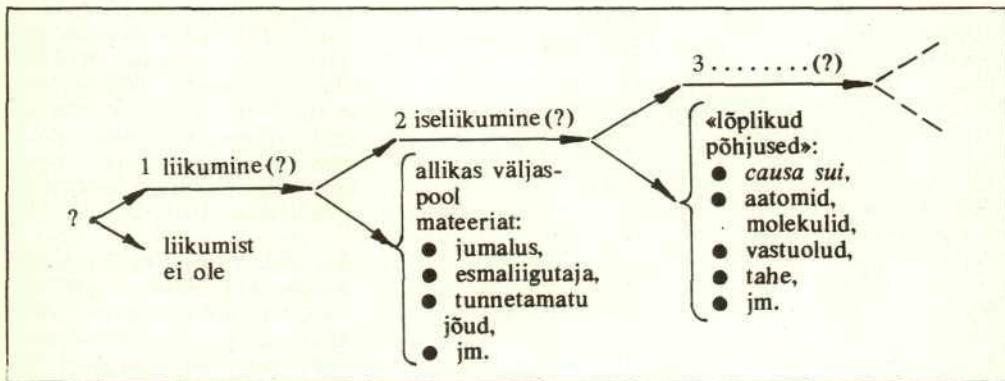 ?
1 liikumine (?)
liikumist
ei ole
2 iseliikumine (?)
allikas väljas-
pool
mateeriat:
● jumalus,
● esmaliigutaja,
● tunnetamatu
jõud,
● jm.
3 . . . . . . . . (?)
«lõplikud
põhjused»:
● causa sui,
● aatomid,
molekulid,
● vastuolud,
● tahe,
● jm.